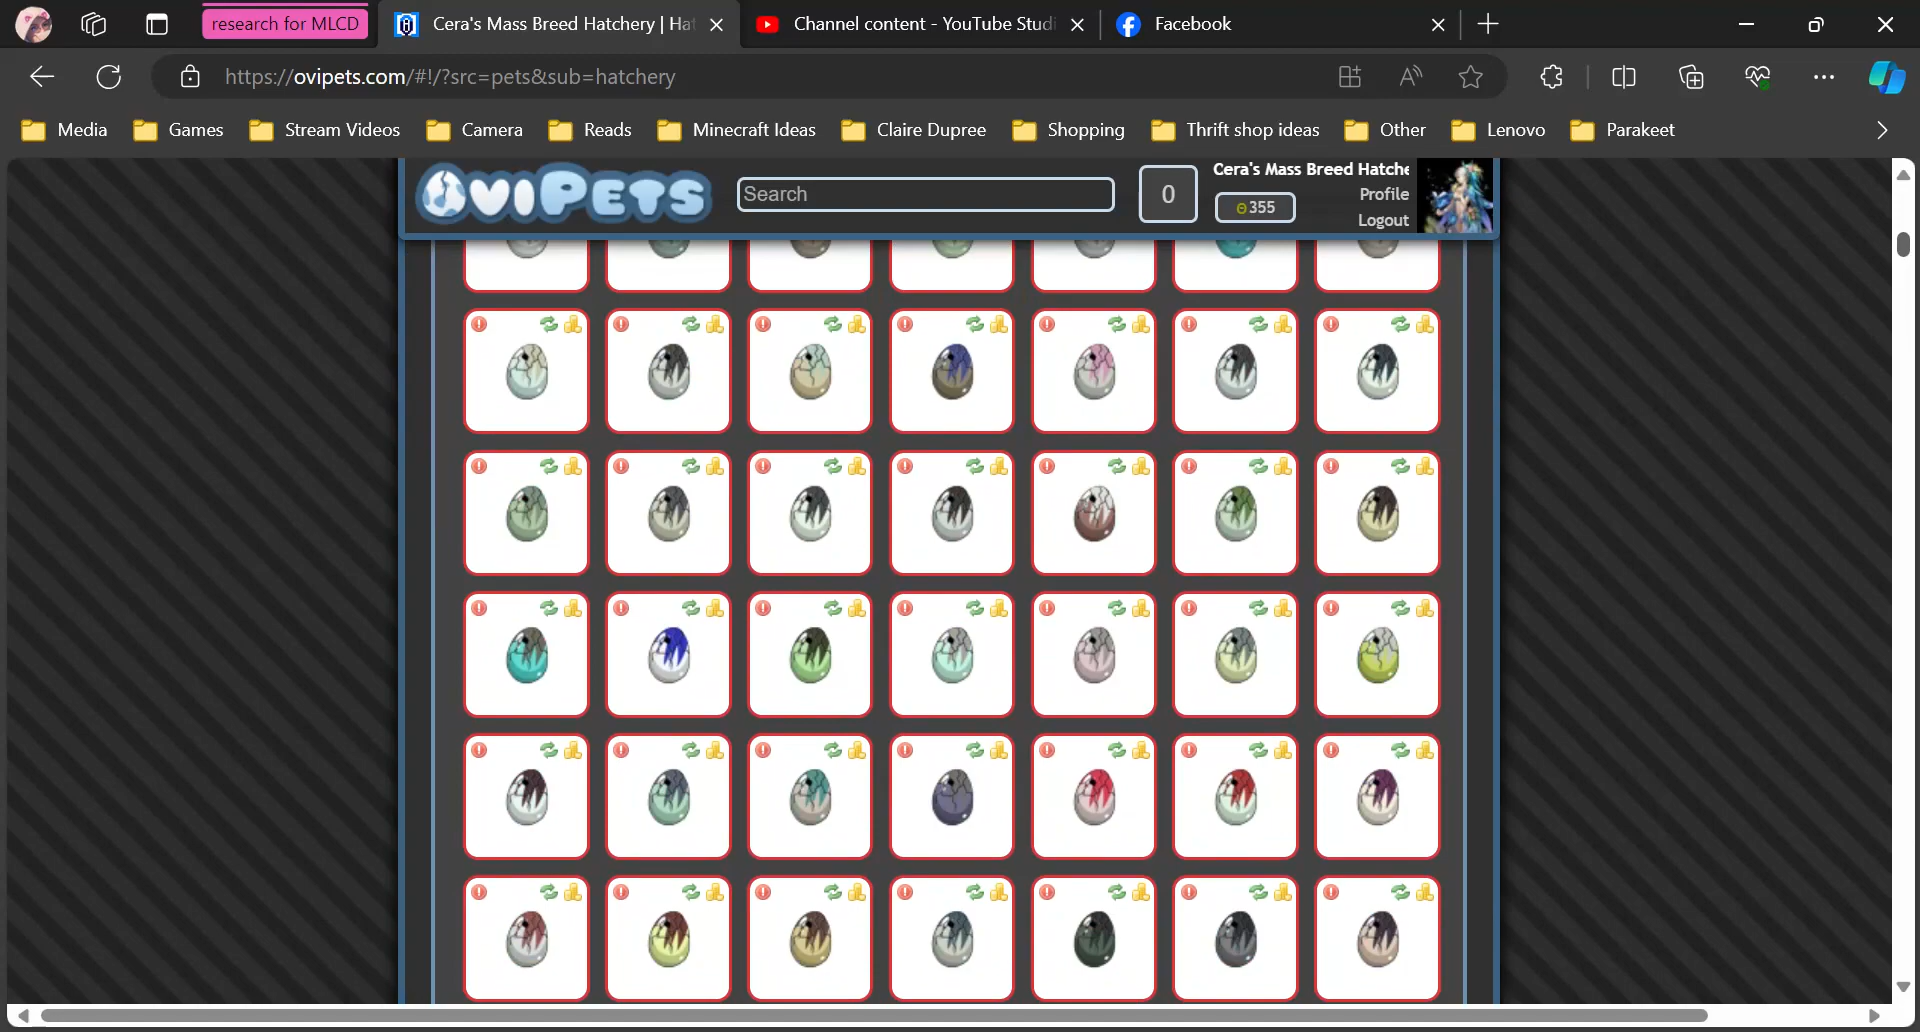 research for MLCD
Cera's Mass Breed Hatchery | Hat
Channel content - YouTube Studi
Facebook
https://ovipets.com/#!/?src=pets&sub=hatchery
Media
Games
Stream Videos
Camera
Reads
Minecraft Ideas
Claire Dupree
Shopping
Thrift shop ideas
Other
Lenovo
Parakeet
OviPets
Search
0
Cera's Mass Breed Hatche
355
Profile
Logout